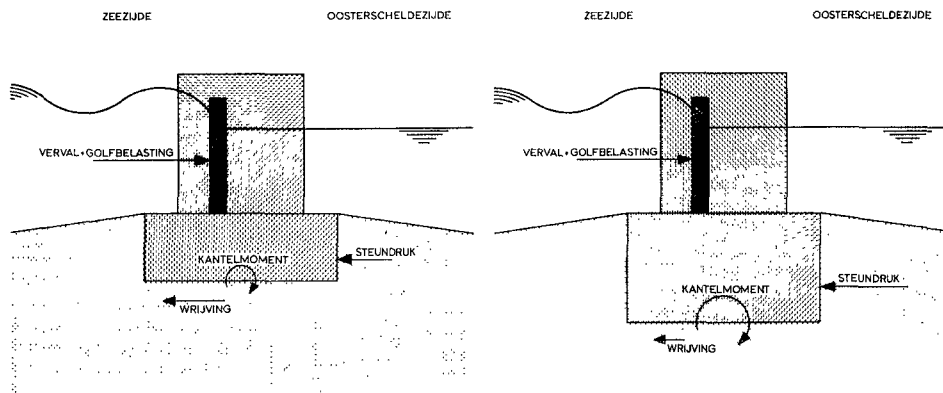 ZEEZIJDE
OOSTERSCHELDEZIJDE
VERVAL+GOLFBELASTING
STEUNDRUK
KANTELMOMENT
WRIJVING
ZEEZIJDE
OOSTERSCHELDEZIJDE
VERVAL+GOLFBELASTING
STEUNDRUK
KANTELMOMENT
WRIJVING